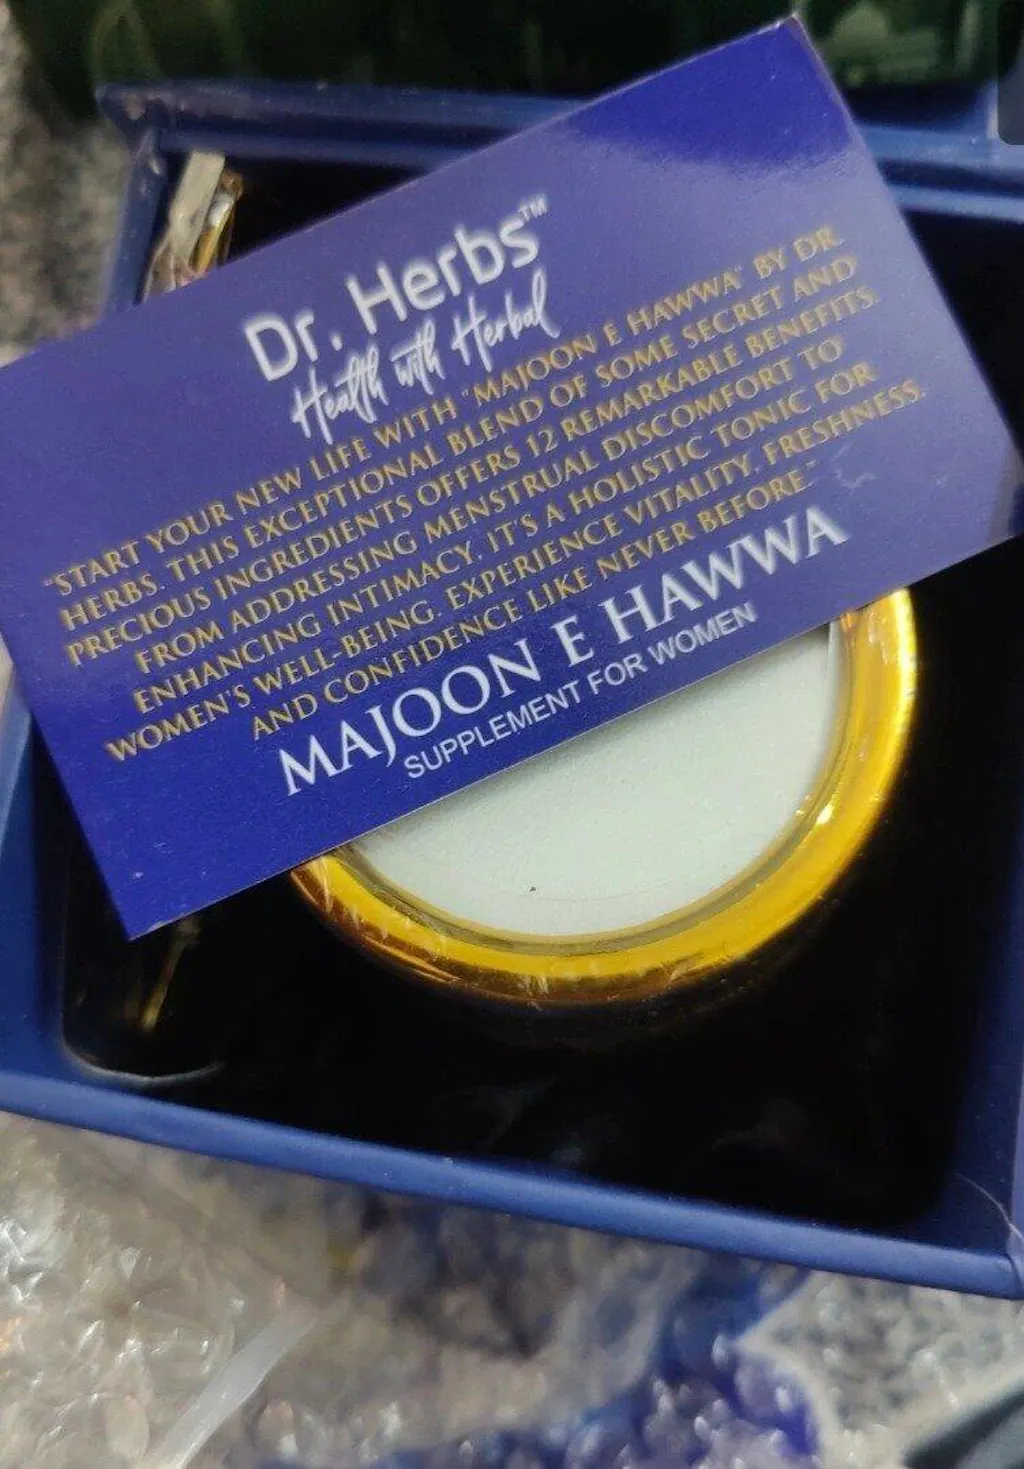 Dr. Herbs™
Health with Herbal
"START YOUR NEW LIFE WITH "MAJOON E HAWWA" BY DR.
HERBS. THIS EXCEPTIONAL BLEND OF SOME SECRET AND
PRECIOUS INGREDIENTS OFFERS 12 REMARKABLE BENEFITS.
FROM ADDRESSING MENSTRUAL DISCOMFORT TO
ENHANCING INTIMACY. IT'S A HOLISTIC TONIC FOR
WOMEN'S WELL-BEING. EXPERIENCE VITALITY, FRESHNESS.
AND CONFIDENCE LIKE NEVER BEFORE"
MAJOON E HAWWA
SUPPLEMENT FOR WOMEN